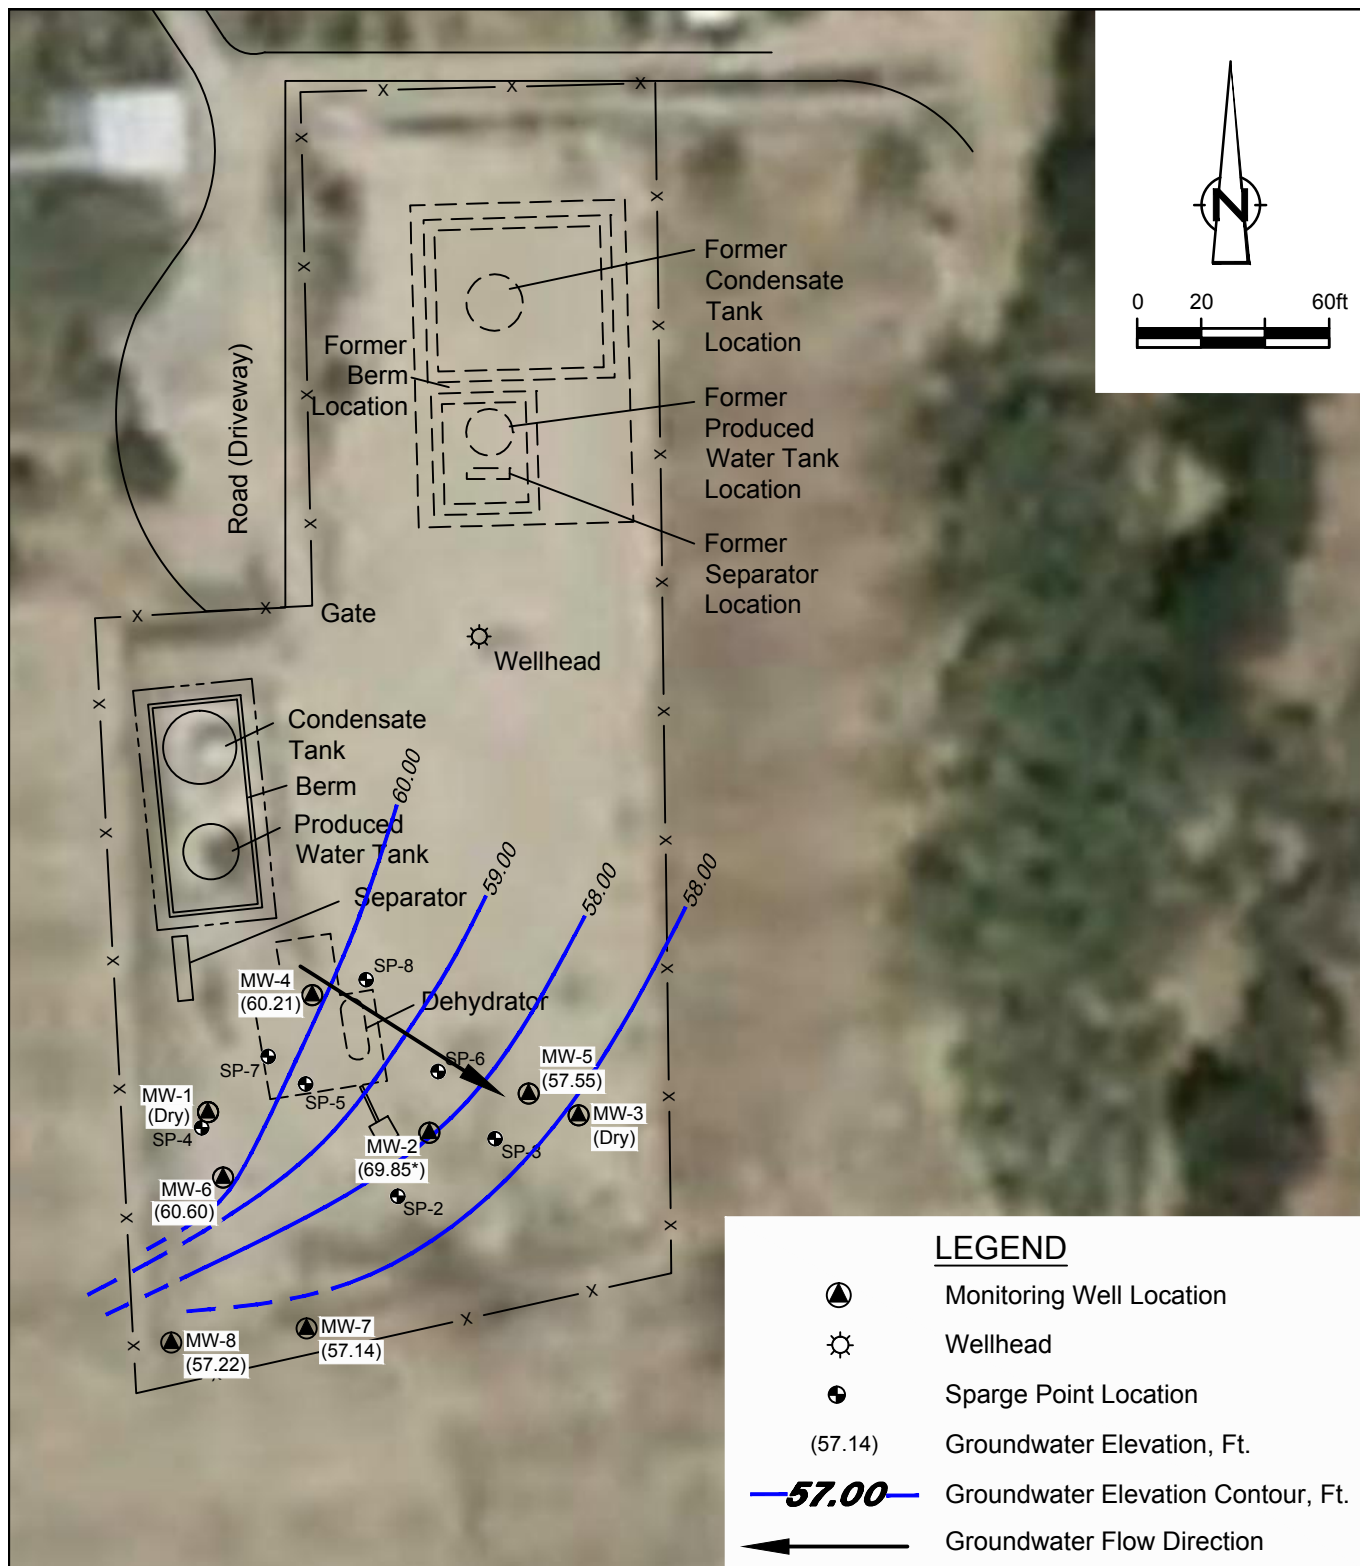 N
0 20 60ft
Former
Condensate
Tank
Location
Former
Berm
Location
Former
Produced
Water Tank
Location
Former
Separator
Location
Road (Driveway)
Gate
Wellhead
Condensate
Tank
Berm
Produced
Water Tank
Separator
60.00
59.00
58.00
58.00
MW-4
(60.21)
SP-8
Dehydrator
SP-7
SP-5
SP-6
MW-5
(57.55)
MW-1
(Dry)
SP-4
MW-3
(Dry)
MW-2
(69.85*)
SP-3
SP-2
MW-6
(60.60)
MW-8
(57.22)
MW-7
(57.14)
X X X X X X X X X X X X X X X X X X X X X X X X X X X X
LEGEND
Monitoring Well Location
Wellhead
Sparge Point Location
(57.14) Groundwater Elevation, Ft.
57.00 Groundwater Elevation Contour, Ft.
Groundwater Flow Direction